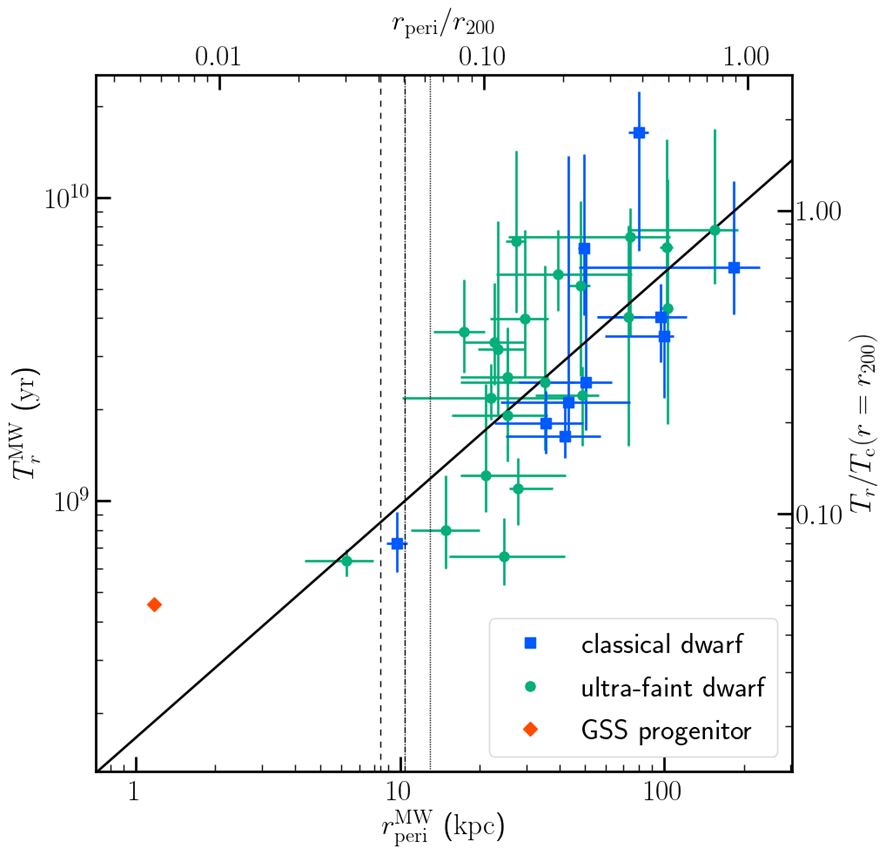 r_peri/r_200
0.01 0.10 1.00
10^10
10^9
T_r^MW (yr)
1.00
0.10
T_r/T_c(r = r_200)
classical dwarf
ultra-faint dwarf
GSS progenitor
1 10 100
r_peri^MW (kpc)